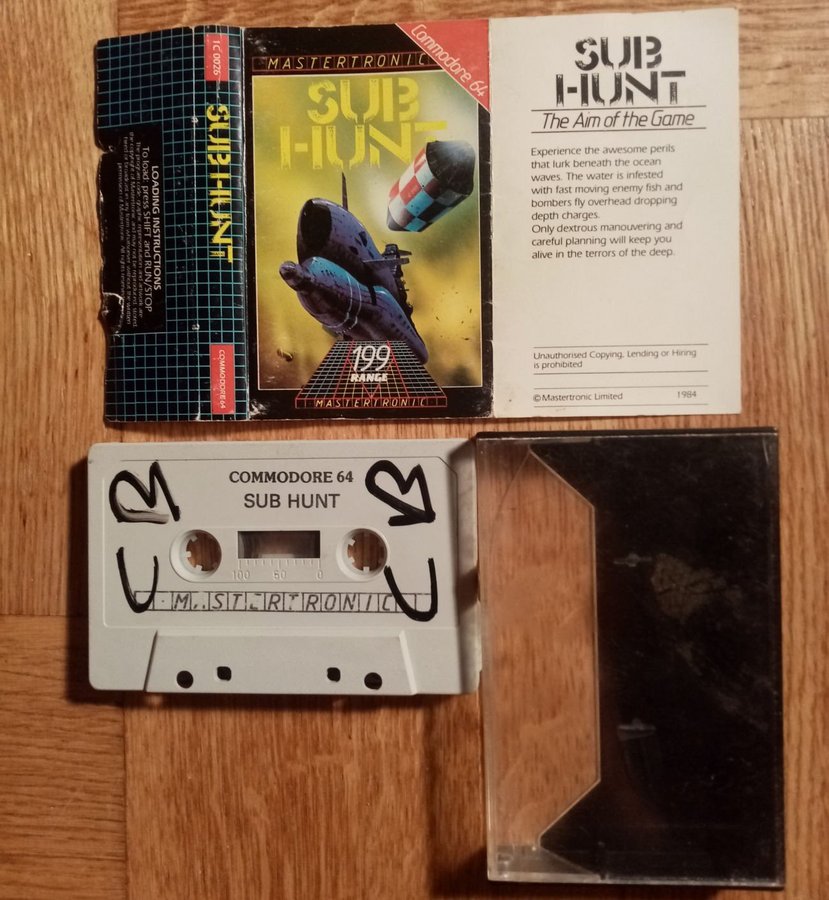 1C 0026
SUB HUNT
COMMODORE 64
LOADING INSTRUCTIONS
To load: press SHIFT and RUN/STOP
MASTERTRONIC
Commodore 64
SUB
HUNT
199
RANGE
MASTERTRONIC
SUB
HUNT
The Aim of the Game
Experience the awesome perils
that lurk beneath the ocean
waves. The water is infested
with fast moving enemy fish and
bombers fly overhead dropping
depth charges.
Only dextrous manouvering and
careful planning will keep you
alive in the terrors of the deep.
Unauthorised Copying, Lending or Hiring
is prohibited
© Mastertronic Limited 1984
COMMODORE 64
SUB HUNT
100 50 0
MASTERTRONIC